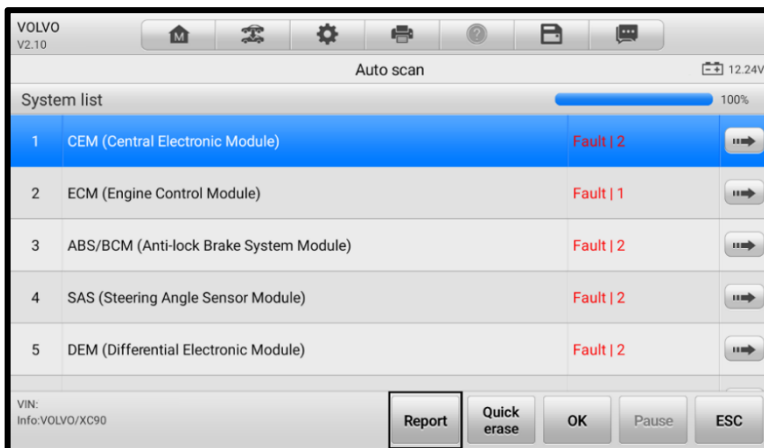 VOLVO
V2.10
M
Auto scan
12.24V
System list
100%
1 CEM (Central Electronic Module) Fault | 2
2 ECM (Engine Control Module) Fault | 1
3 ABS/BCM (Anti-lock Brake System Module) Fault | 2
4 SAS (Steering Angle Sensor Module) Fault | 2
5 DEM (Differential Electronic Module) Fault | 2
VIN:
Info:VOLVO/XC90
Report
Quick
erase
OK
Pause
ESC